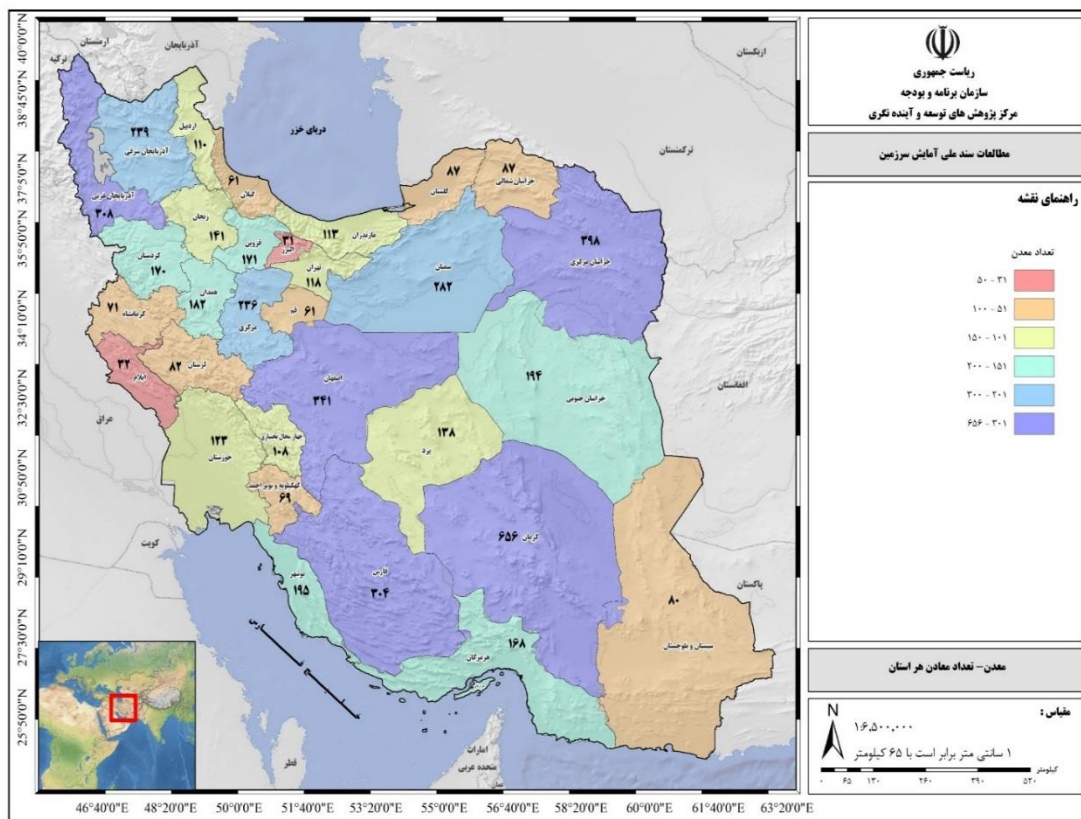 ریاست جمهوری
سازمان برنامه و بودجه
مرکز پژوهش های توسعه و آینده نگری
مطالعات سند ملی آمایش سرزمین
راهنمای نقشه
تعداد معدن
۳۱ - ۵۰
۵۱ - ۱۰۰
۱۰۱ - ۱۵۰
۱۵۱ - ۲۰۰
۲۰۱ - ۳۰۰
۳۰۱ - ۶۵۶
معدن- تعداد معادن هر استان
مقیاس :
N
۱:۶,۵۰۰,۰۰۰
۱ سانتی متر برابر است با ۶۵ کیلومتر
کیلومتر
۰ ۶۵ ۱۳۰ ۲۶۰ ۳۹۰ ۵۲۰
ارمنستان
آذربایجان
ترکیه
ازبکستان
ترکمنستان
دریای خزر
افغانستان
پاکستان
عراق
کویت
قطر
امارات
متحده عربی
عمان
فارس
۲۳۹
آذربایجان شرقی
اردبیل
۱۱۰
آذربایجان غربی
۳۰۸
۶۱
گیلان
زنجان
۱۴۱
قزوین
۱۷۱
۳۱
البرز
۱۱۳
مازندران
تهران
۱۱۸
۸۷
گلستان
۸۷
خراسان شمالی
۳۹۸
خراسان مرکزی
سمنان
۲۸۲
کردستان
۱۷۰
همدان
۱۸۲
۲۳۶
مرکزی
قم
۶۱
۷۱
کرمانشاه
۳۲
ایلام
لرستان
۸۲
اصفهان
۳۴۱
۱۹۴
خراسان جنوبی
۱۲۳
خوزستان
چهار محال بختیاری
۱۰۸
کهگیلویه و بویر احمد
۶۹
۱۳۸
یزد
۶۵۶
کرمان
بوشهر
۱۹۵
فارس
۳۰۴
۱۶۸
هرمزگان
۸۰
سیستان و بلوچستان
40°0'0"N
38°45'0"N
37°5'0"N
35°50'0"N
34°10'0"N
32°30'0"N
30°50'0"N
29°10'0"N
27°30'0"N
25°50'0"N
46°40'0"E 48°20'0"E 50°0'0"E 51°40'0"E 53°20'0"E 55°0'0"E 56°40'0"E 58°20'0"E 60°0'0"E 61°40'0"E 63°20'0"E